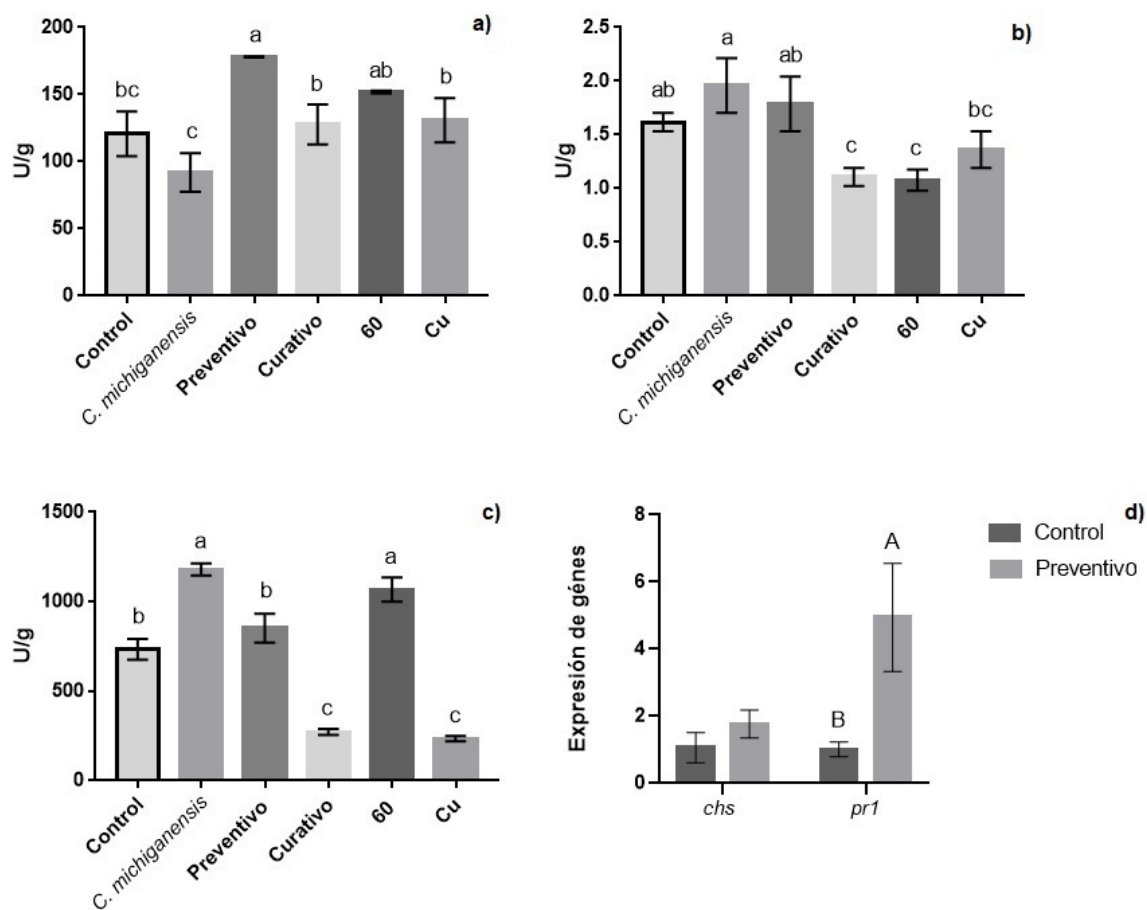 a)
200
150
100
50
0
U/g
bc
c
a
b
ab
b
Control
C. michiganensis
Preventivo
Curativo
60
Cu
b)
2.5
2.0
1.5
1.0
0.5
0.0
U/g
ab
a
ab
c
c
bc
Control
C. michiganensis
Preventivo
Curativo
60
Cu
c)
1500
1000
500
0
U/g
b
a
b
c
a
c
Control
C. michiganensis
Preventivo
Curativo
60
Cu
d)
8
6
4
2
0
Expresión de génes
B
A
chs
pr1
Control
Preventivo